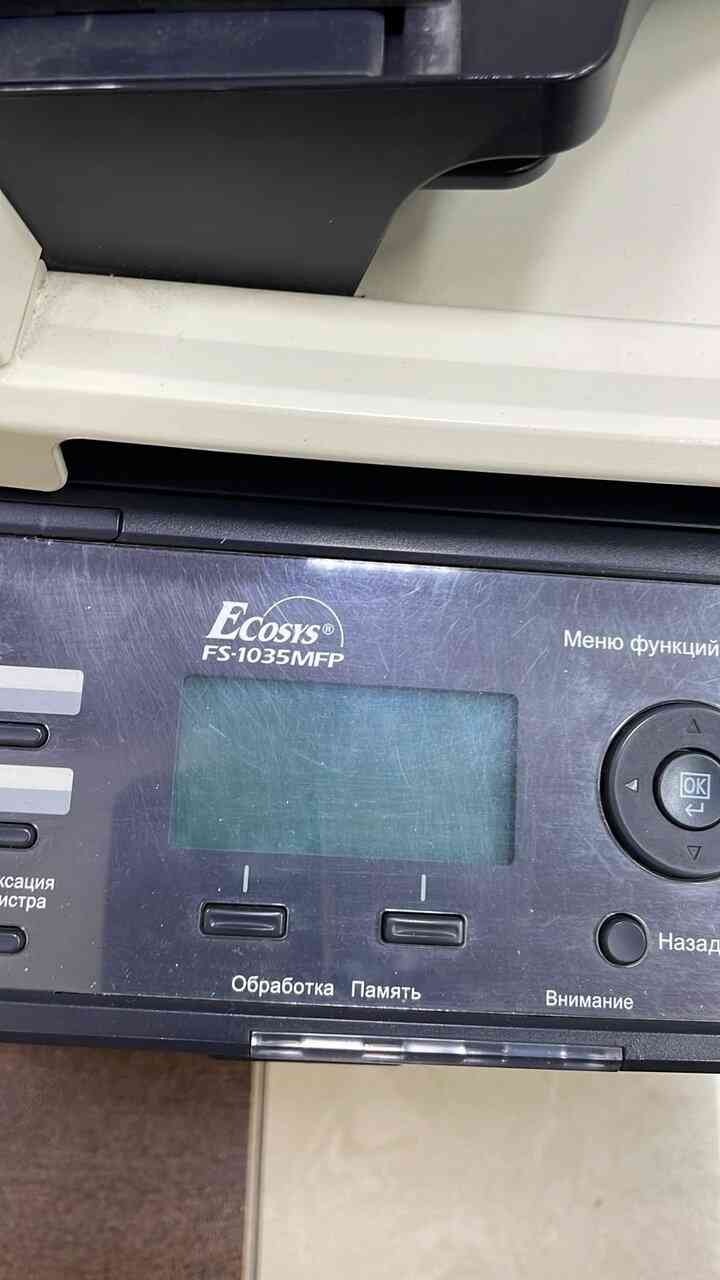 ECOSYS®
FS-1035MFP
Меню функций
OK
ксация
истра
Назад
Обработка Память
Внимание